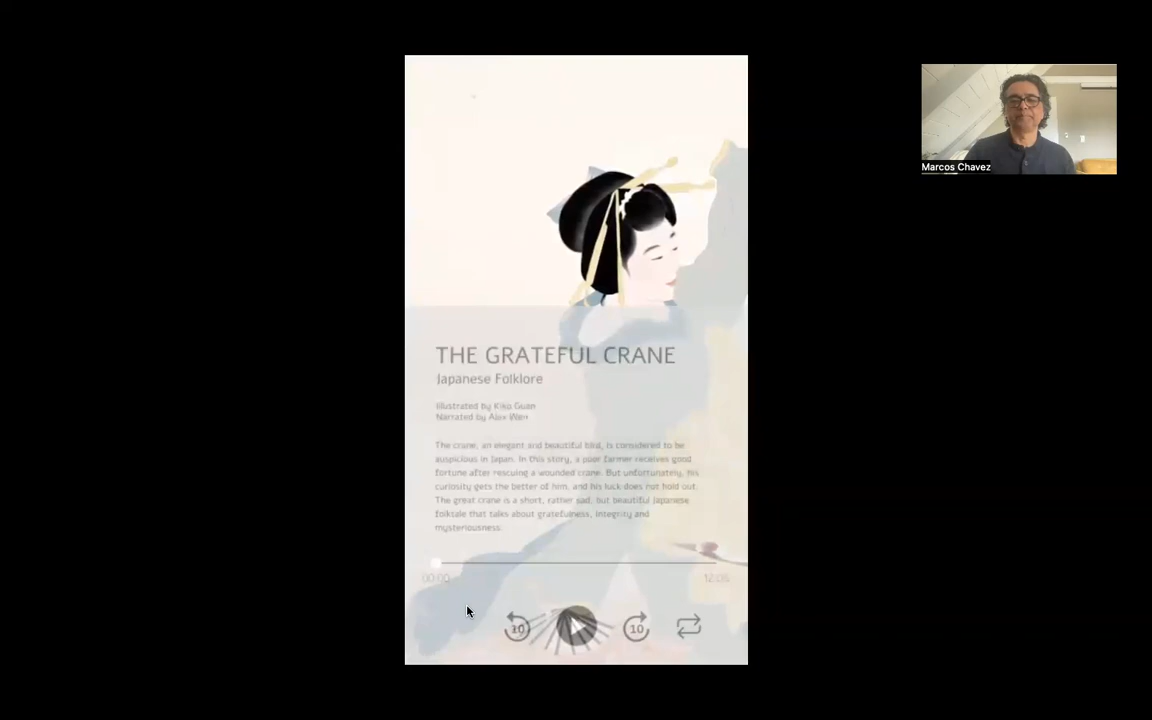 THE GRATEFUL CRANE
Japanese Folklore
Illustrated by Kiko Guan
Narrated by Alex Warr
The crane, an elegant and beautiful bird, is considered to be
auspicious in Japan. In this story, a poor farmer receives good
fortune after rescuing a wounded crane. But unfortunately, his
curiosity gets the better of him, and his luck does not hold out.
The great crane is a short, rather sad, but beautiful Japanese
folktale that talks about gratefulness, integrity and
mysteriousness.
00:00
10
10
Marcos Chavez